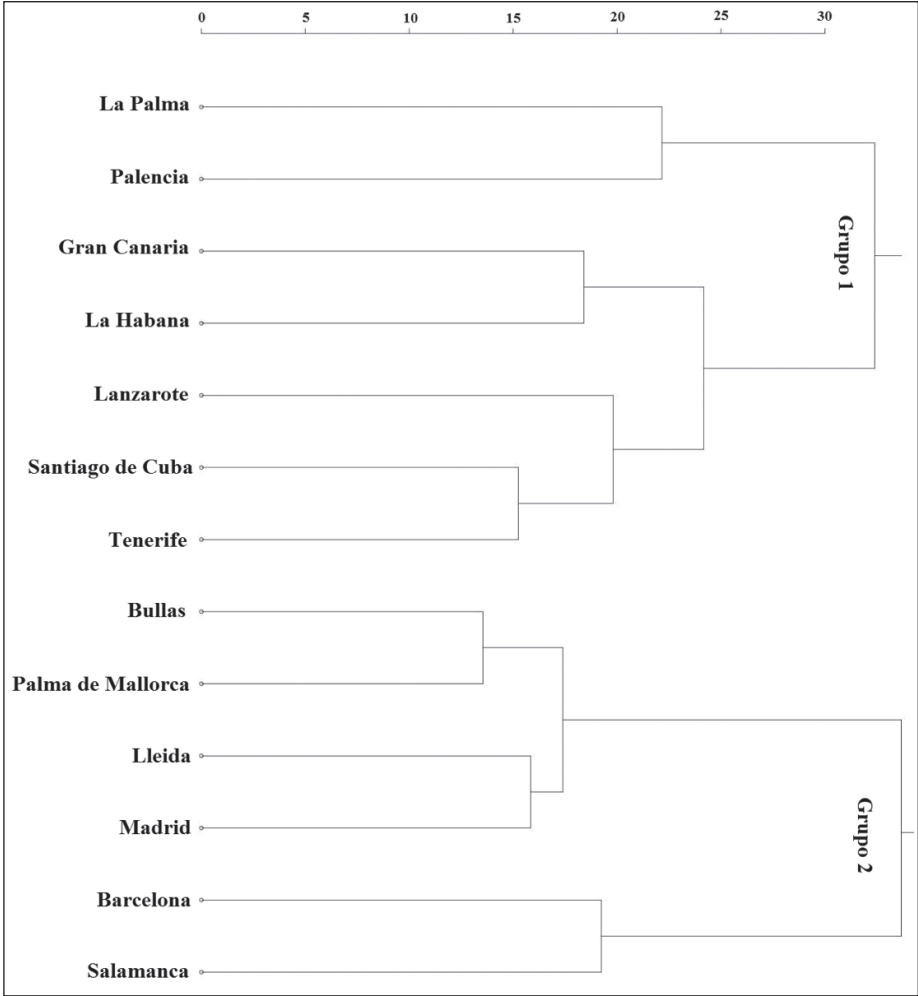 0 5 10 15 20 25 30
La Palma
Palencia
Gran Canaria
La Habana
Lanzarote
Santiago de Cuba
Tenerife
Bullas
Palma de Mallorca
Lleida
Madrid
Barcelona
Salamanca
Grupo 1
Grupo 2